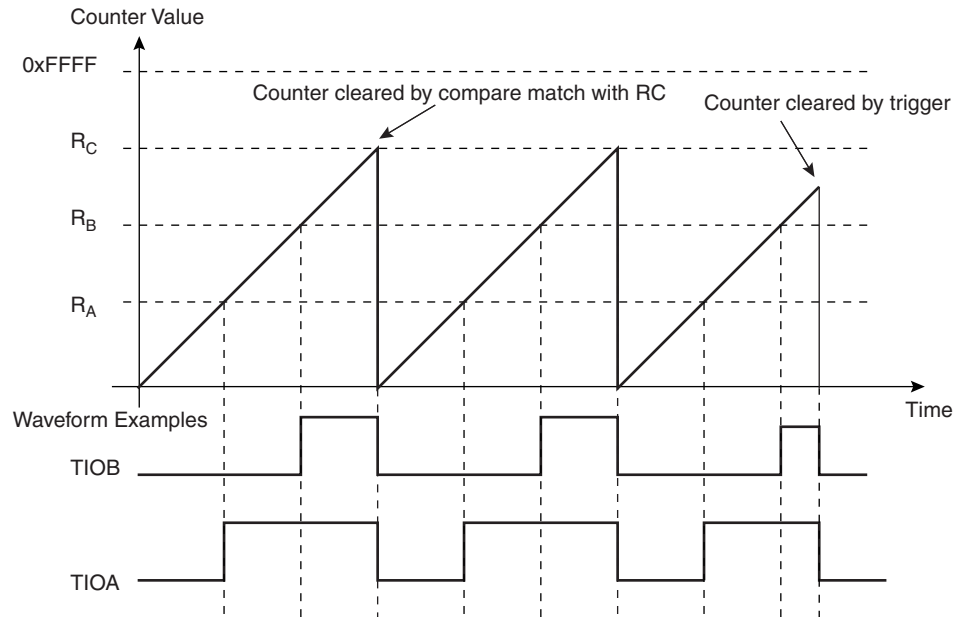 Counter Value
0xFFFF
Counter cleared by compare match with RC
Counter cleared by trigger
RC
RB
RA
Time
Waveform Examples
TIOB
TIOA